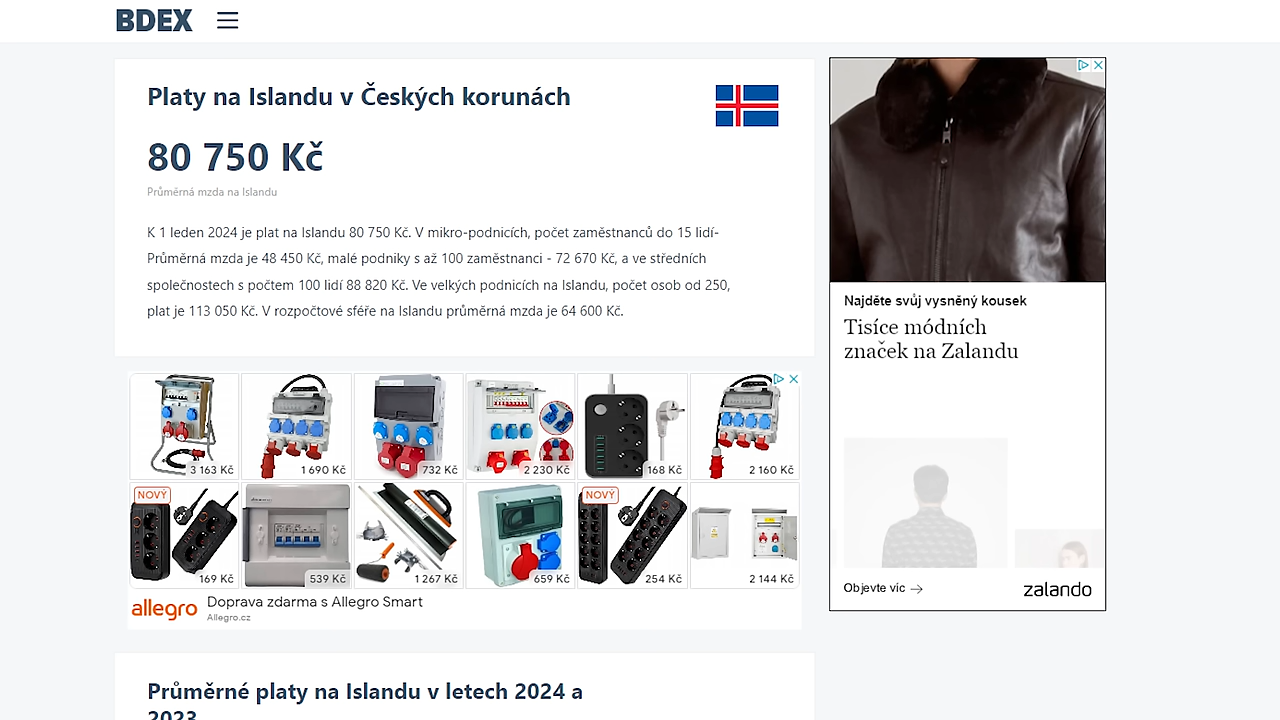 BDEX
Platy na Islandu v Českých korunách
80 750 Kč
Průměrná mzda na Islandu
K 1 leden 2024 je plat na Islandu 80 750 Kč. V mikro-podnicích, počet zaměstnanců do 15 lidí-
Průměrná mzda je 48 450 Kč, malé podniky s až 100 zaměstnanci - 72 670 Kč, a ve středních
společnostech s počtem 100 lidí 88 820 Kč. Ve velkých podnicích na Islandu, počet osob od 250,
plat je 113 050 Kč. V rozpočtové sféře na Islandu průměrná mzda je 64 600 Kč.
3 163 Kč
1 690 Kč
732 Kč
2 230 Kč
168 Kč
2 160 Kč
NOVÝ
169 Kč
539 Kč
1 267 Kč
659 Kč
NOVÝ
254 Kč
2 144 Kč
allegro
Doprava zdarma s Allegro Smart
Allegro.cz
Průměrné platy na Islandu v letech 2024 a
2023
Najděte svůj vysněný kousek
Tisíce módních
značek na Zalandu
Objevte víc
zalando